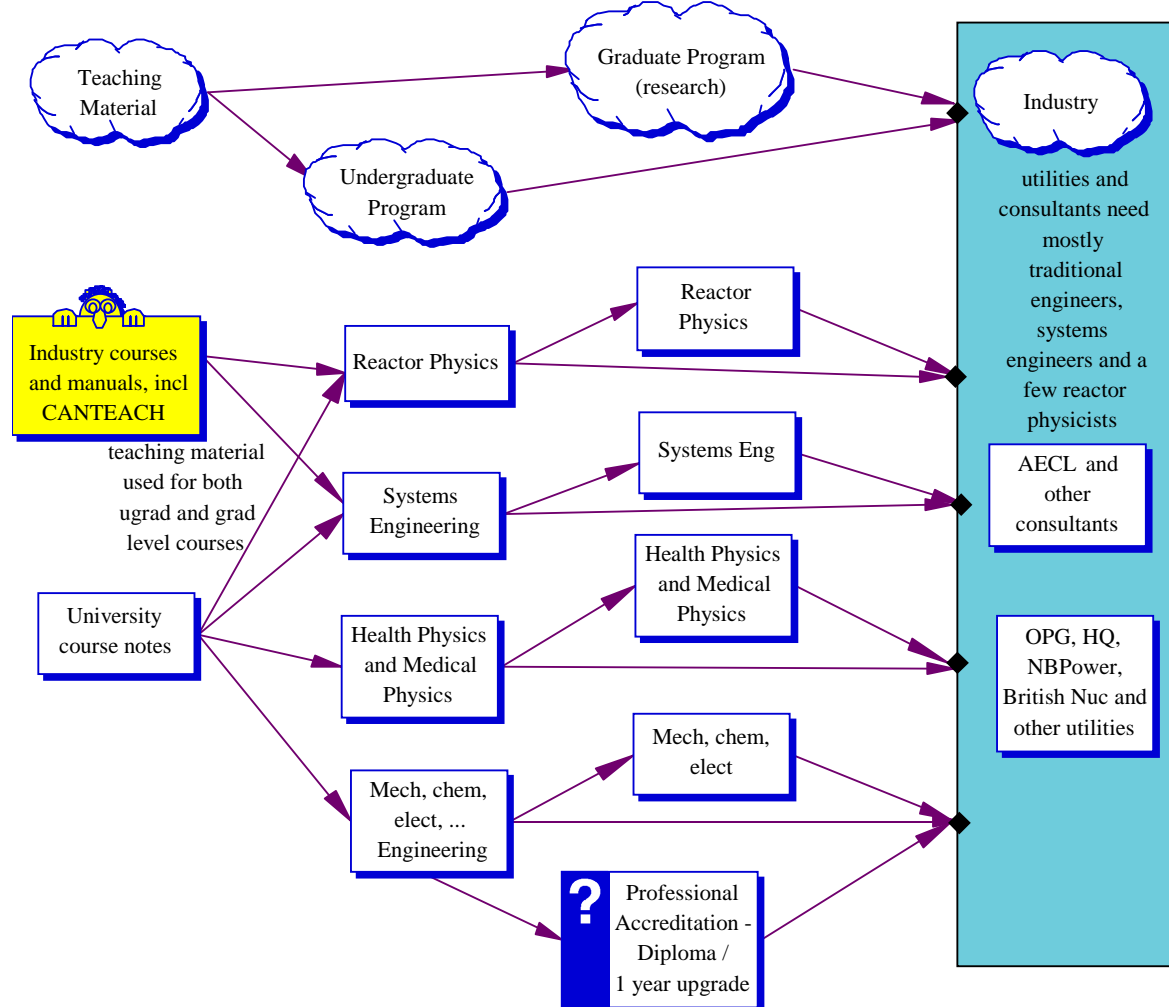 Teaching
Material
Graduate Program
(research)
Undergraduate
Program
Industry
utilities and
consultants need
mostly
traditional
engineers,
systems
engineers and a
few reactor
physicists
Industry courses
and manuals, incl
CANTEACH
teaching material
used for both
ugrad and grad
level courses
University
course notes
Reactor Physics
Reactor
Physics
Systems
Engineering
Systems Eng
Health Physics
and Medical
Physics
Health Physics
and Medical
Physics
Mech, chem,
elect, ...
Engineering
Mech, chem,
elect
?
Professional
Accreditation -
Diploma /
1 year upgrade
AECL and
other
consultants
OPG, HQ,
NBPower,
British Nuc and
other utilities